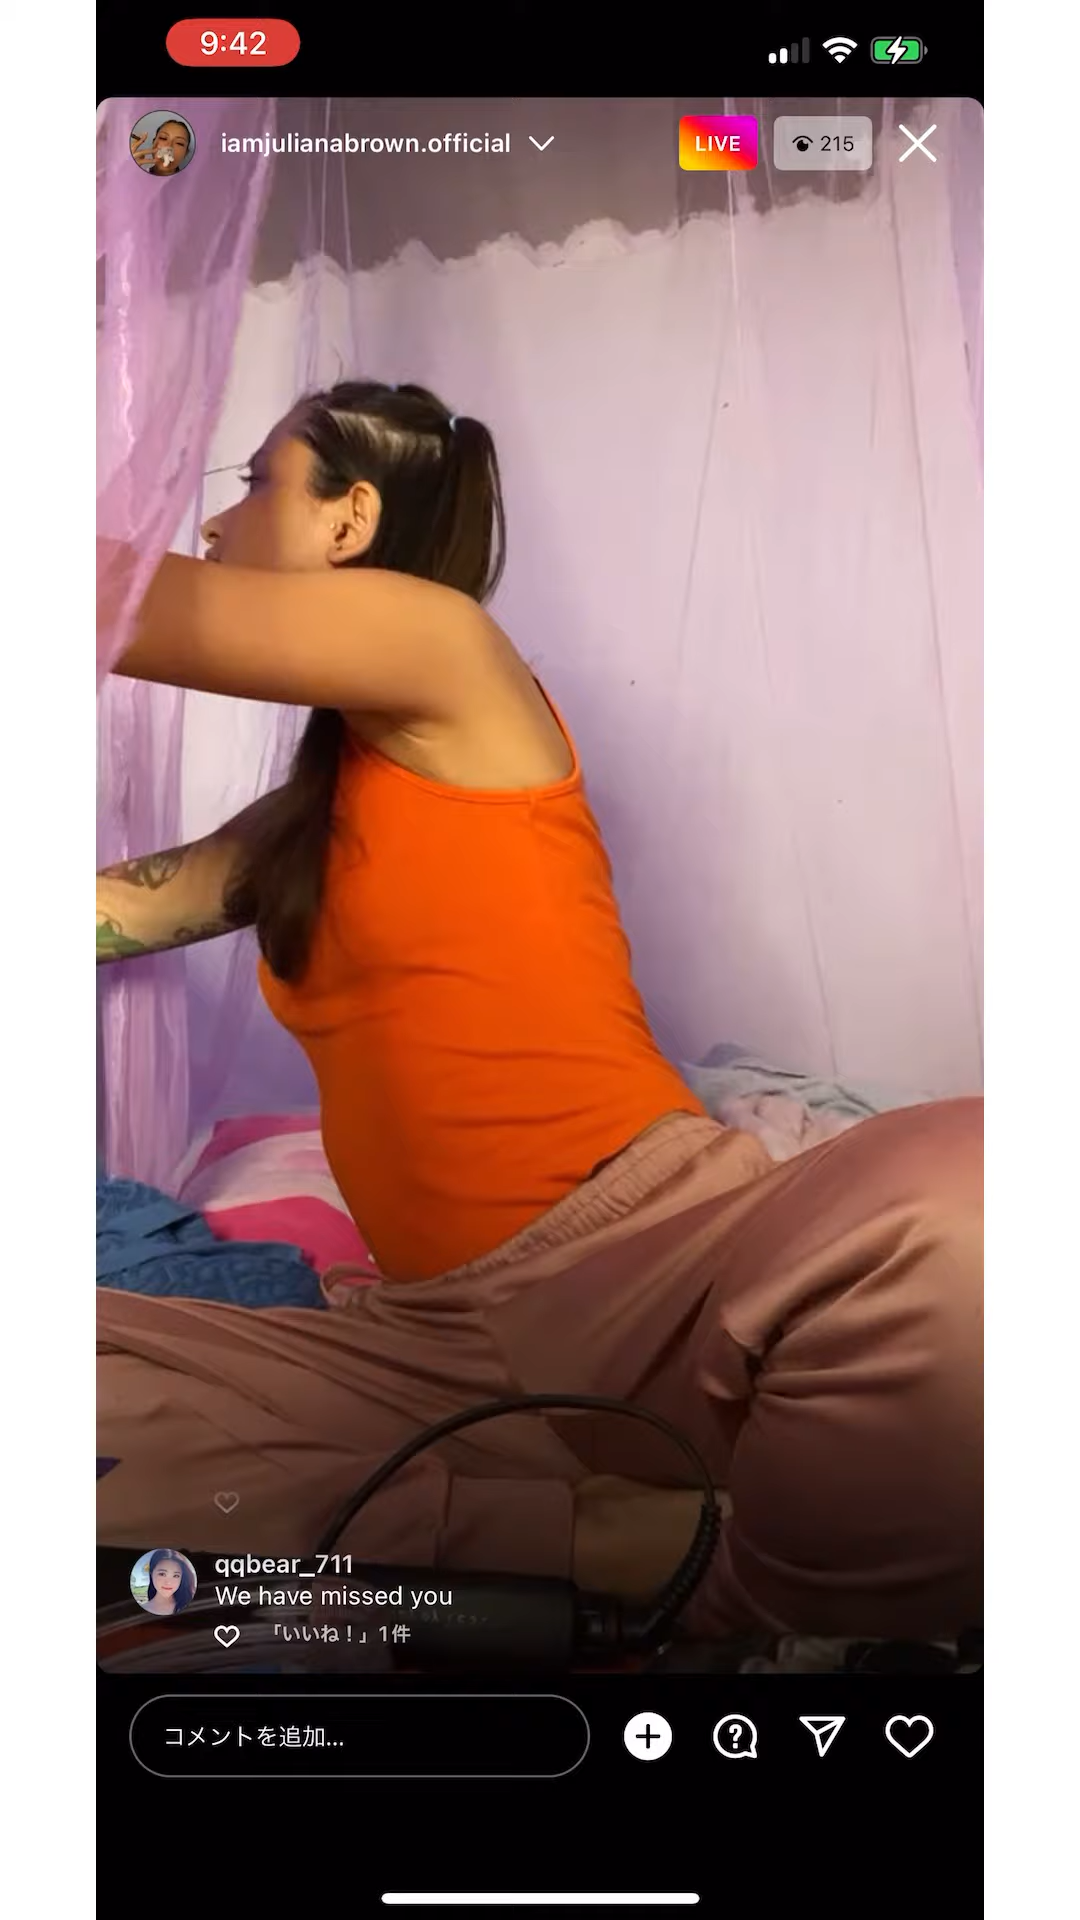 9:42
iamjulianabrown.official
LIVE
215
qqbear_711
We have missed you
「いいね！」1件
コメントを追加...